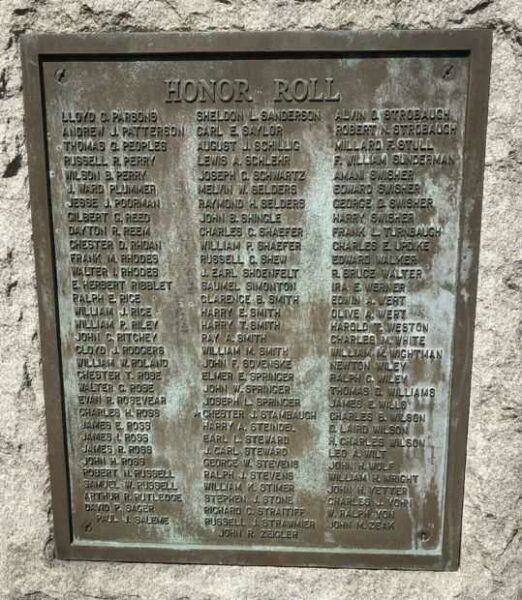 HONOR ROLL
LLOYD C. PARSONS
ANDREW J. PATTERSON
THOMAS G. PEOPLES
RUSSELL R. PERRY
WILSON B. PERRY
J. WARD PLUMMER
JESSE J. POORMAN
GILBERT C. REED
DAYTON R. REEM
CHESTER D. RHOAN
FRANK M. RHODES
WALTER I. RHODES
E. HERBERT RIBBLET
RALPH E. RICE
WILLIAM J. RICE
WILLIAM P. RILEY
JOHN C. RITCHEY
CLOYD J. RODGERS
WILLIAM W. ROLAND
CHESTER T. ROSE
WALTER C. ROSE
EVAN R. ROSEVEAR
CHARLES H. ROSS
JAMES E. ROSS
JAMES I. ROSS
JAMES R. ROSS
JOHN H. ROSS
ROBERT N. RUSSELL
SAMUEL W. RUSSELL
ARTHUR R. RUTLEDGE
DAVID P. SAGER
PAUL J. SALEME
SHELDON L. SANDERSON
CARL E. SAYLOR
AUGUST J. SCHILLIG
LEWIS A. SCHLEHR
JOSEPH C. SCHWARTZ
MELVIN W. SELDERS
RAYMOND H. SELDERS
JOHN B. SHINGLE
CHARLES C. SHAEFER
WILLIAM P. SHAEFER
RUSSELL C. SHEW
J. EARL SHOENFELT
SAUMEL SIMONTON
CLARENCE B. SMITH
HARRY E. SMITH
HARRY T. SMITH
RAY A. SMITH
WILLIAM M. SMITH
JOHN F. SOVENSKE
ELMER E. SPRINGER
JOHN W. SPRINGER
JOSEPH L. SPRINGER
CHESTER J. STAMBAUGH
HARRY A. STEINDEL
EARL L. STEWARD
J. CARL STEWARD
GEORGE W. STEVENS
RALPH J. STEVENS
WILLIAM K. STIMER
STEPHEN J. STONE
RICHARD C. STRAITIFF
RUSSELL J. STRAWMIER
JOHN R. ZEIGLER
ALVIN D. STROBAUGH
ROBERT N. STROBAUGH
MILLARD F. STULL
F. WILLIAM SUNDERMAN
AMANI SWISHER
EDWARD SWISHER
GEORGE D. SWISHER
HARRY SWISHER
FRANK L. TURNBAUGH
CHARLES E. UPDIKE
EDWARD WALKER
R. BRUCE WALTER
IRA E. WERNER
EDWIN A. WERT
OLIVE A. WERT
HAROLD T. WESTON
CHARLES M. WHITE
WILLIAM M. WIGHTMAN
NEWTON WILEY
RALPH C. WILEY
THOMAS C. WILLIAMS
JAMES E. WILLS
CHARLES B. WILSON
D. LAIRD WILSON
H. CHARLES WILSON
LEO A. WILT
JOHN H. WOLF
WILLIAM H. WRIGHT
JOHN H. YETTER
CHARLES J. YOHN
W. RALPH YON
JOHN M. ZEAK